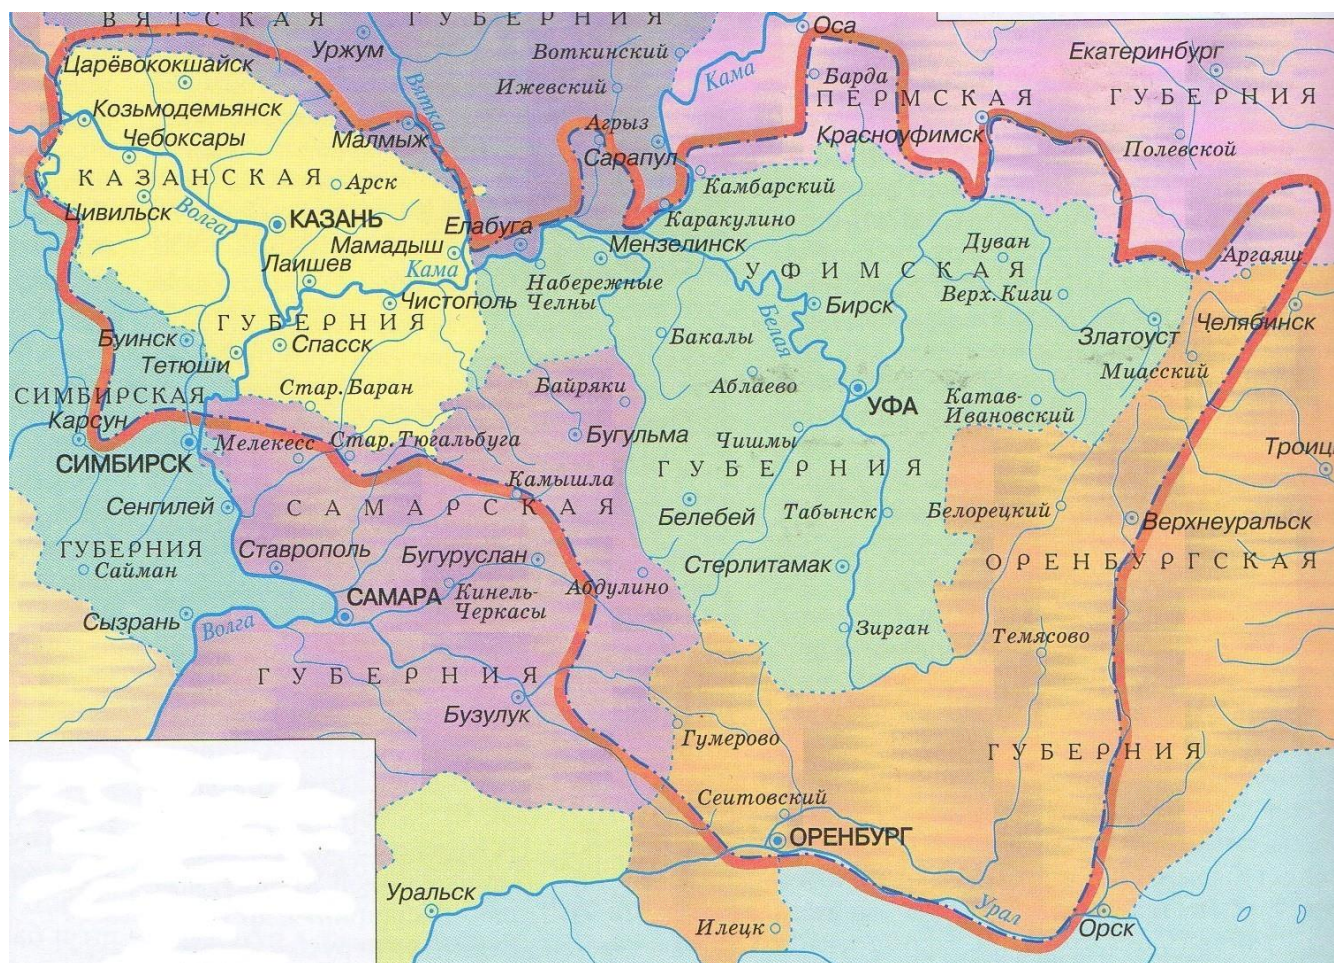 ВЯТСКАЯ ГУБЕРНИЯ
Уржум
Воткинский
Оса
Екатеринбург
Царёвококшайск
Ижевский
Кама
Барда
Вятка
ПЕРМСКАЯ ГУБЕРНИЯ
Козьмодемьянск
Чебоксары
Малмыж
Агрыз
Сарапул
Красноуфимск
Полевской
КАЗАНСКАЯ
Арск
Камбарский
Цивильск
Волга
КАЗАНЬ
Елабуга
Каракулино
Мамадыш
Мензелинск
Дуван
Аргаяш
Лаишев
Кама
УФИМСКАЯ
Набережные
Челны
Верх. Киги
Чистополь
Бирск
ГУБЕРНИЯ
Белая
Златоуст
Челябинск
Буинск
Спасск
Бакалы
Тетюши
Миасский
Стар. Баран
Байряки
Аблаево
СИМБИРСКАЯ
УФА
Катав-
Ивановский
Карсун
Мелекесс
Стар. Тюгальбуга
Бугульма
Чишмы
Троиц
СИМБИРСК
ГУБЕРНИЯ
Камышла
Сенгилей
САМАРСКАЯ
Белебей
Табынск
Белорецкий
Верхнеуральск
ГУБЕРНИЯ
Ставрополь
Бугуруслан
ОРЕНБУРГСКАЯ
Сайман
Стерлитамак
САМАРА
Кинель-
Черкасы
Абдулино
Сызрань
Волга
Зирган
Темясово
ГУБЕРНИЯ
Бузулук
Гумерово
ГУБЕРНИЯ
Сеитовский
ОРЕНБУРГ
Уральск
Урал
Илецк
Орск